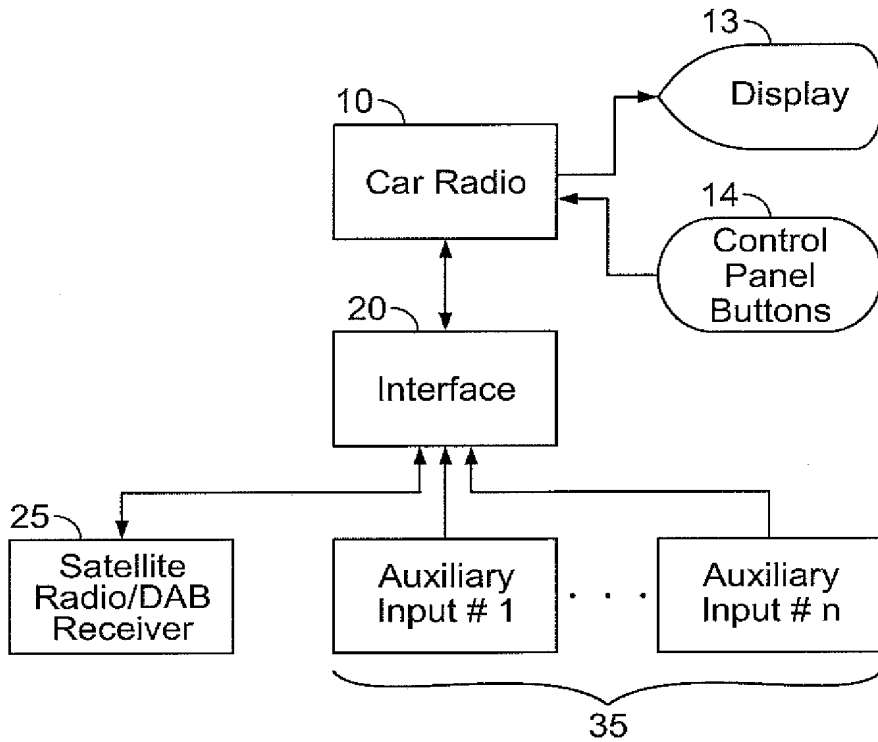 13
Display
10
Car Radio
14
Control
Panel
Buttons
20
Interface
25
Satellite
Radio/DAB
Receiver
Auxiliary
Input # 1
. . .
Auxiliary
Input # n
35